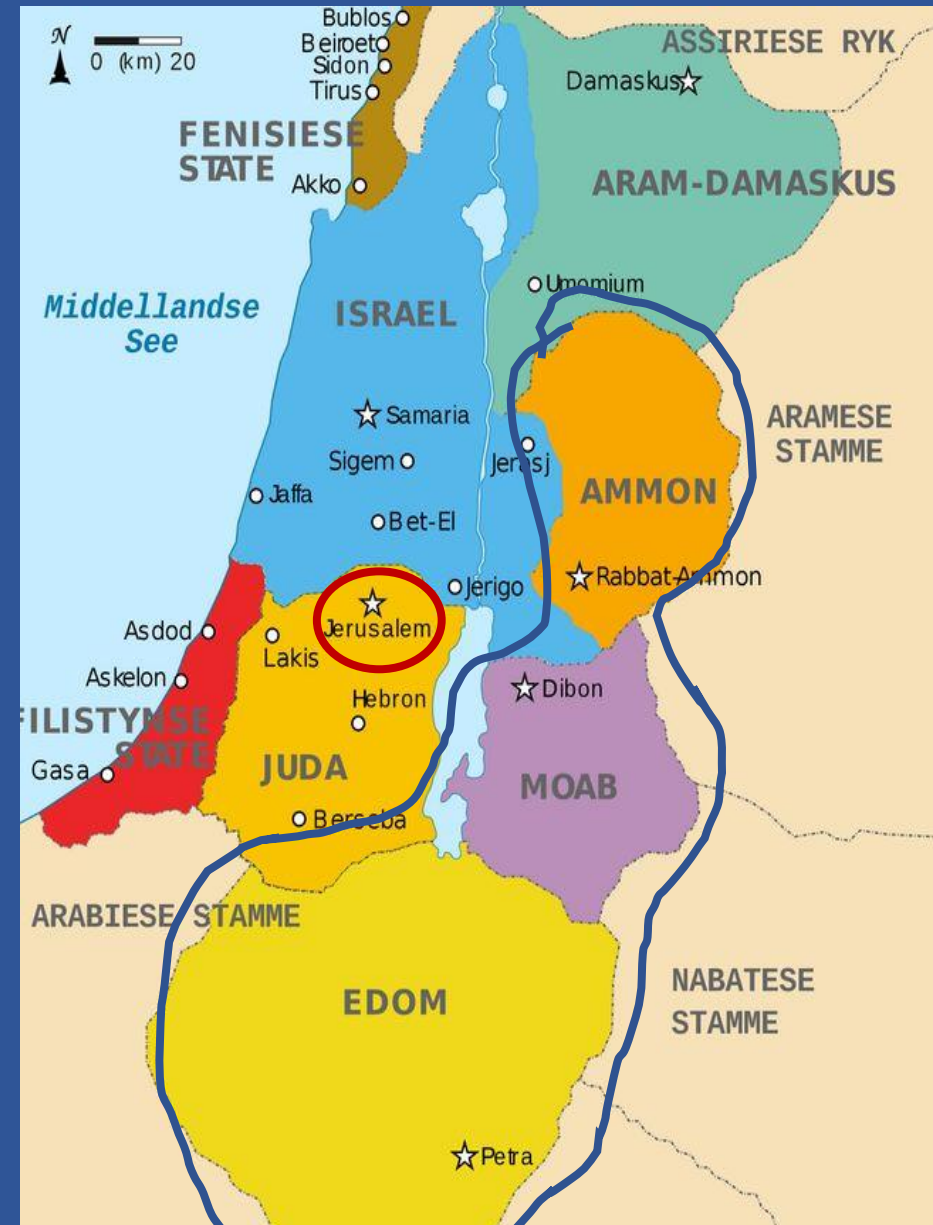 N
0 (km) 20
Bublos
Beiroet
Sidon
Tirus
ASSIRIESE RYK
Damaskus
FENISIESE
STATE
Akko
ARAM-DAMASKUS
Umomium
Middellandse
See
ISRAEL
Samaria
ARAMESE
STAMME
Sigem
Jerasj
Jaffa
AMMON
Bet-El
Jerigo
Rabbat-Ammon
Jerusalem
Asdod
Lakis
Askelon
Hebron
Dibon
FILISTYNSE
STATE
Gasa
JUDA
MOAB
Berseba
ARABIESE STAMME
EDOM
NABATESE
STAMME
Petra